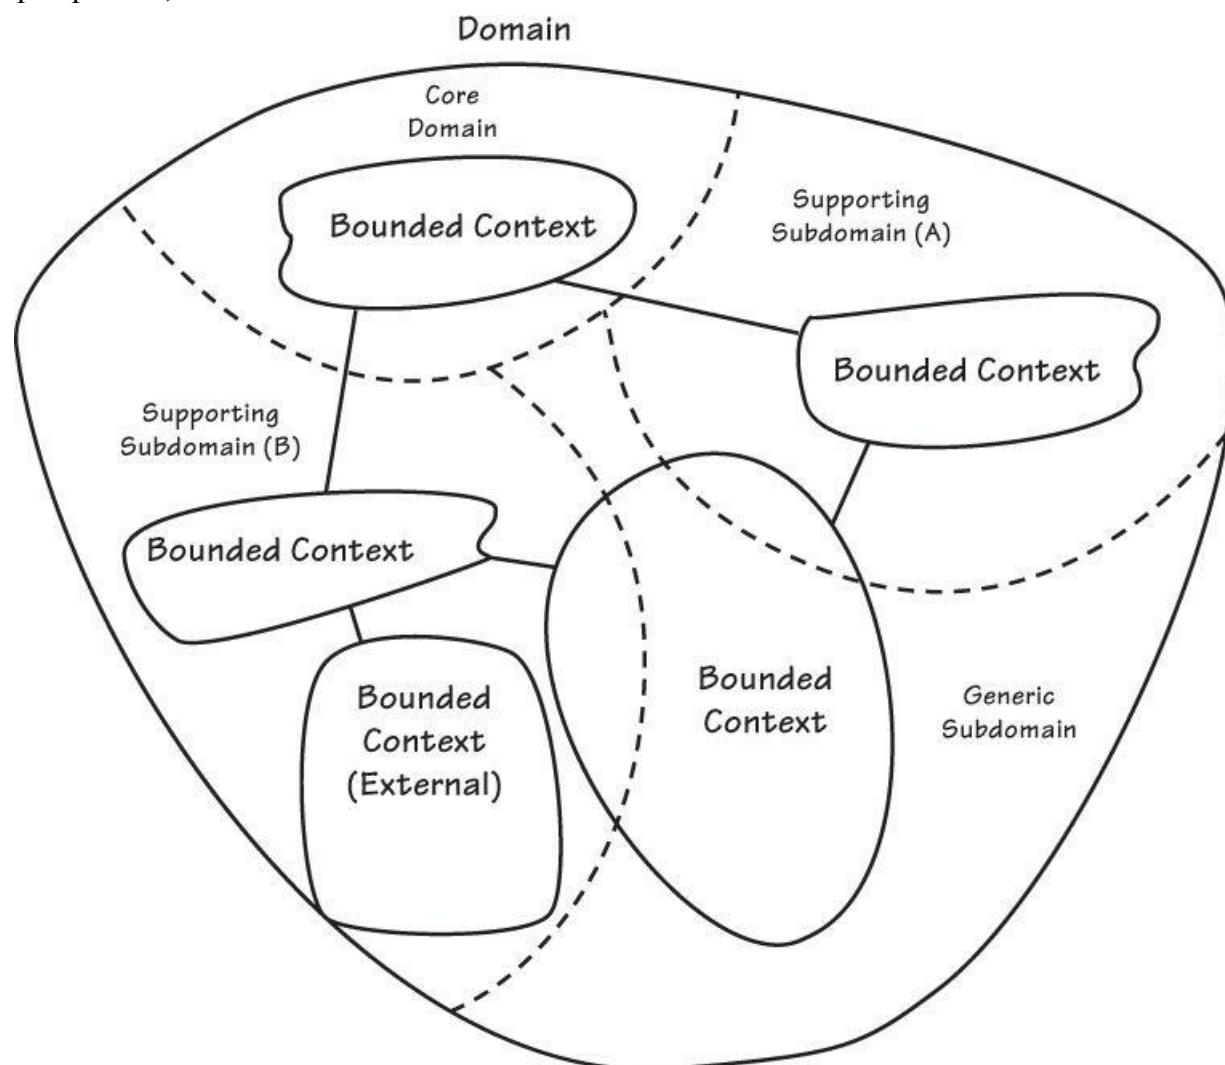 Domain
Core
Domain
Bounded Context
Supporting
Subdomain (A)
Bounded Context
Supporting
Subdomain (B)
Bounded Context
Bounded
Context
(External)
Bounded
Context
Generic
Subdomain